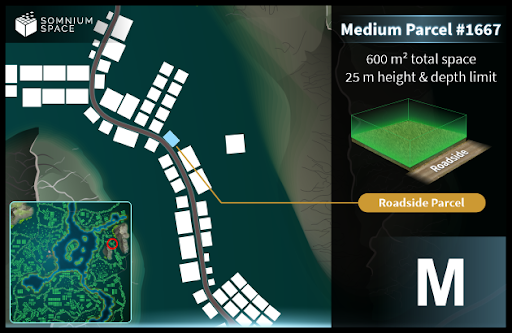 SOMNIUM
SPACE
Medium Parcel #1667
600 m² total space
25 m height & depth limit
Roadside
Roadside Parcel
M